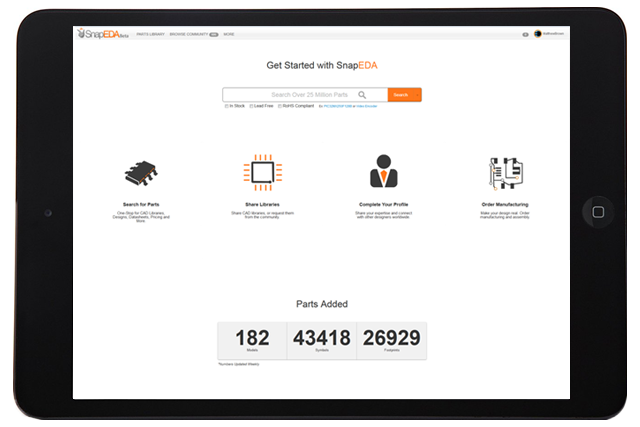 SnapEDA Beta PARTS LIBRARY BROWSE COMMUNITY MORE
Get Started with SnapEDA
Search Over 25 Million Parts Search
In Stock Lead Free RoHS Compliant
Search for Parts
One Stop for CAD Libraries,
Designs, Datasheets, Pricing and
More.
Share Libraries
Share CAD libraries, or request them
from the community.
Complete Your Profile
Share your expertise and connect
with other designers worldwide.
Order Manufacturing
Make your design real. Order
manufacturing and assembly.
Parts Added
182 43418 26929
Models Symbols Footprints
*Numbers Updated Weekly